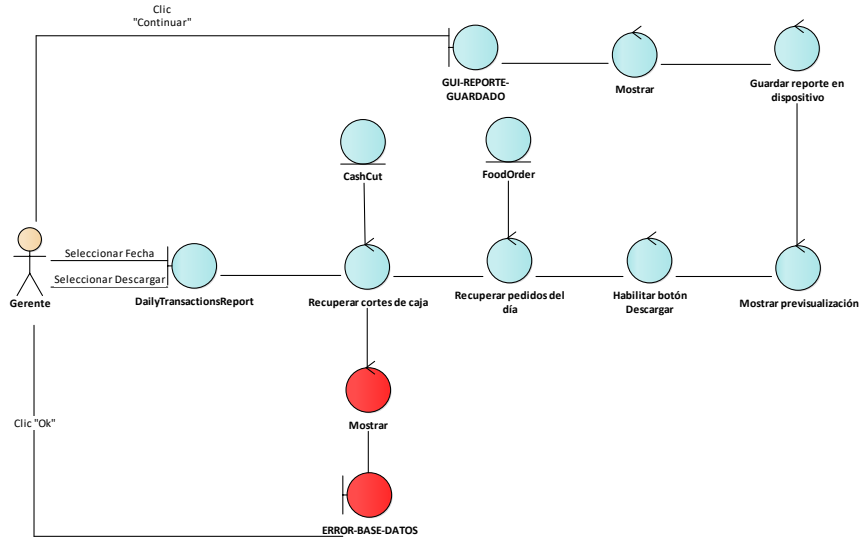 Clic
"Continuar"
GUI-REPORTE-
GUARDADO
Mostrar
Guardar reporte en
dispositivo
CashCut
FoodOrder
Seleccionar Fecha
Seleccionar Descargar
Gerente
DailyTransactionsReport
Recuperar cortes de caja
Recuperar pedidos del
día
Habilitar botón
Descargar
Mostrar previsualización
Mostrar
Clic "Ok"
ERROR-BASE-DATOS